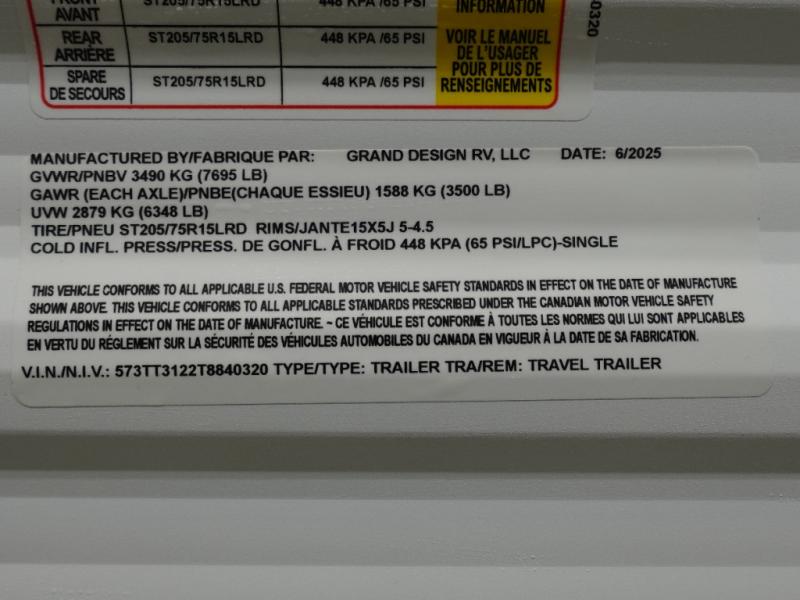 FRONT
AVANT ST205/75R15LRD 448 KPA /65 PSI INFORMATION
REAR
ARRIÈRE ST205/75R15LRD 448 KPA /65 PSI VOIR LE MANUEL
DE L'USAGER
POUR PLUS DE
RENSEIGNEMENTS
SPARE
DE SECOURS ST205/75R15LRD 448 KPA /65 PSI
0320
MANUFACTURED BY/FABRIQUE PAR: GRAND DESIGN RV, LLC DATE: 6/2025
GVWR/PNBV 3490 KG (7695 LB)
GAWR (EACH AXLE)/PNBE(CHAQUE ESSIEU) 1588 KG (3500 LB)
UVW 2879 KG (6348 LB)
TIRE/PNEU ST205/75R15LRD RIMS/JANTE15X5J 5-4.5
COLD INFL. PRESS/PRESS. DE GONFL. À FROID 448 KPA (65 PSI/LPC)-SINGLE
THIS VEHICLE CONFORMS TO ALL APPLICABLE U.S. FEDERAL MOTOR VEHICLE SAFETY STANDARDS IN EFFECT ON THE DATE OF MANUFACTURE
SHOWN ABOVE. THIS VEHICLE CONFORMS TO ALL APPLICABLE STANDARDS PRESCRIBED UNDER THE CANADIAN MOTOR VEHICLE SAFETY
REGULATIONS IN EFFECT ON THE DATE OF MANUFACTURE. ~ CE VÉHICULE EST CONFORME À TOUTES LES NORMES QUI LUI SONT APPLICABLES
EN VERTU DU RÉGLEMENT SUR LA SÉCURITÉ DES VÉHICULES AUTOMOBILES DU CANADA EN VIGUEUR À LA DATE DE SA FABRICATION.
V.I.N./N.I.V.: 573TT3122T8840320 TYPE/TYPE: TRAILER TRA/REM: TRAVEL TRAILER